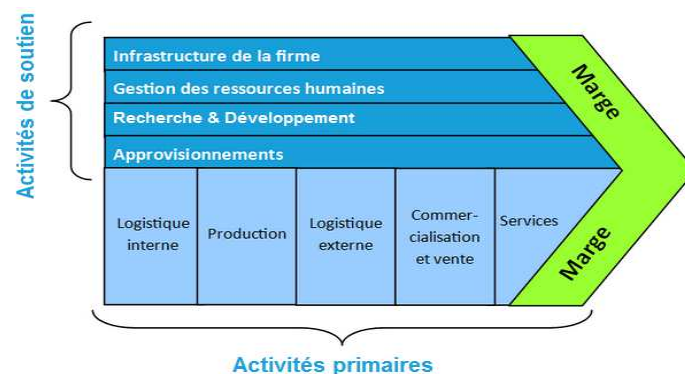 Activités de soutien
Infrastructure de la firme
Gestion des ressources humaines
Recherche & Développement
Approvisionnements
Marge
Logistique
interne
Production
Logistique
externe
Commer-
cialisation
et vente
Services
Marge
Activités primaires